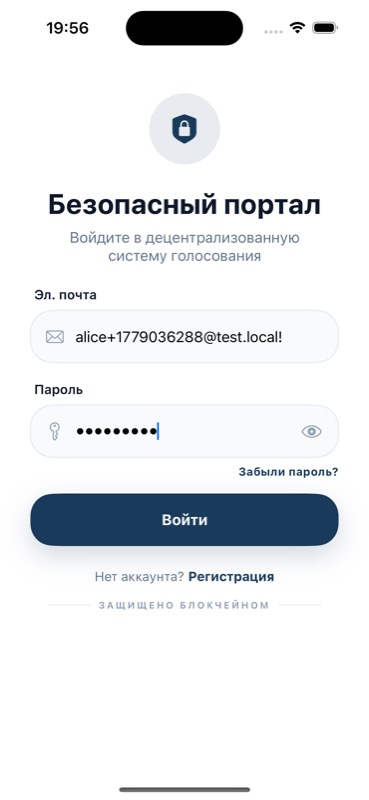 19:56
Безопасный портал
Войдите в децентрализованную
систему голосования
Эл. почта
alice+1779036288@test.local!
Пароль
•••••••••
Забыли пароль?
Войти
Нет аккаунта? Регистрация
ЗАЩИЩЕНО БЛОКЧЕЙНОМ